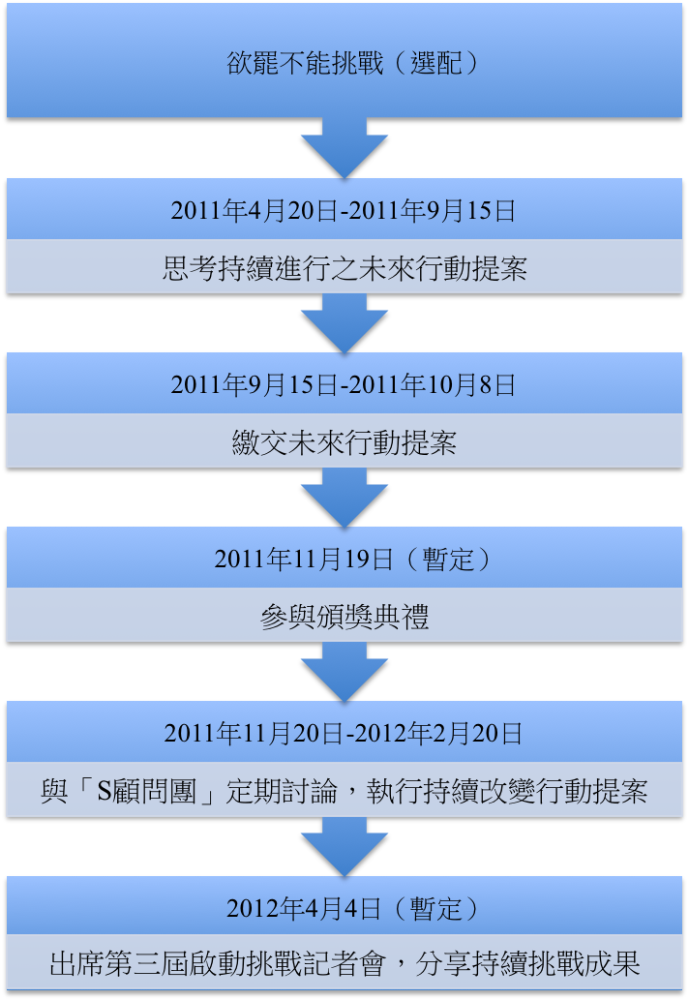 欲罷不能挑戰（選配）
2011年4月20日-2011年9月15日
思考持續進行之未來行動提案
2011年9月15日-2011年10月8日
繳交未來行動提案
2011年11月19日（暫定）
參與頒獎典禮
2011年11月20日-2012年2月20日
與「S顧問團」定期討論，執行持續改變行動提案
2012年4月4日（暫定）
出席第三屆啟動挑戰記者會，分享持續挑戰成果